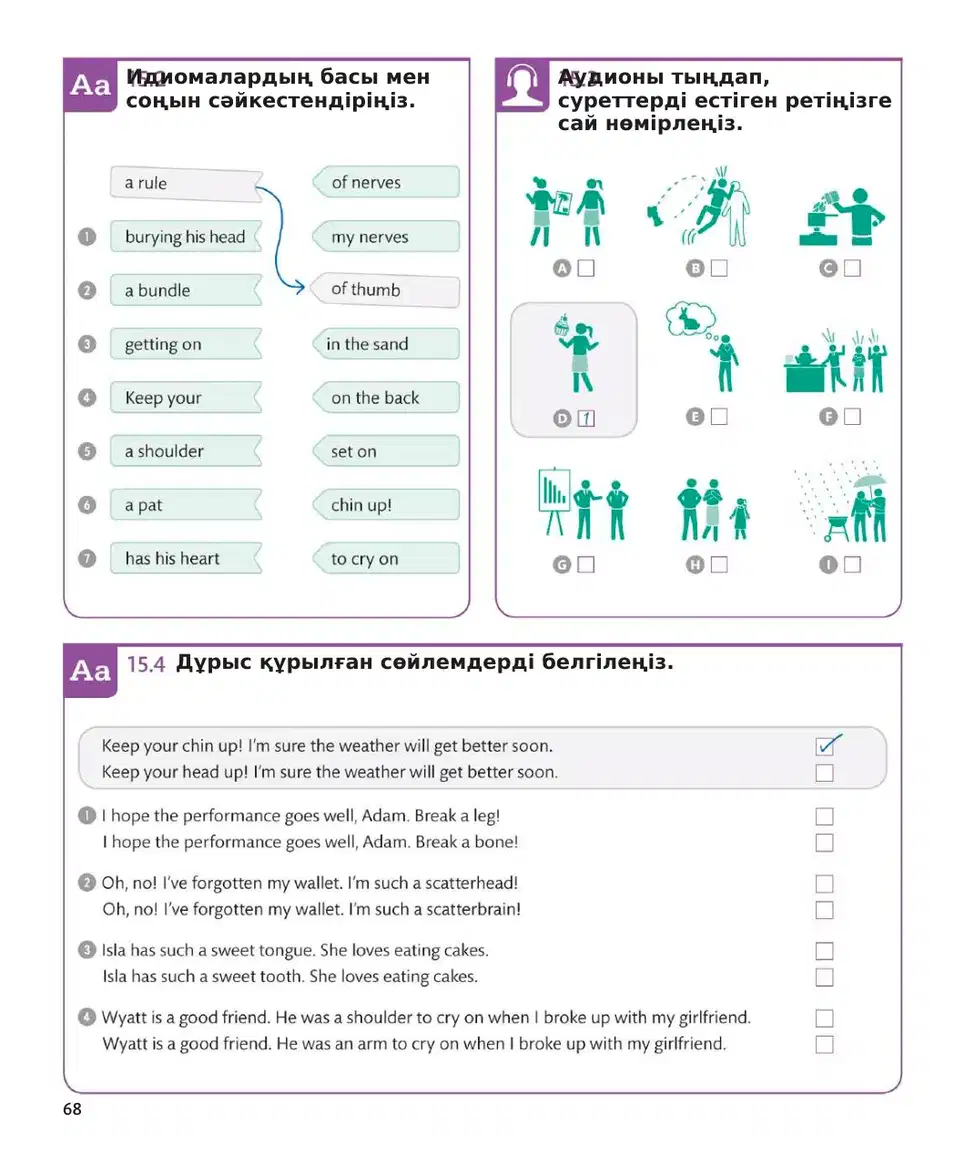 Aa
Идиомалардың басы мен
соңын сәйкестендіріңіз.
a rule
of nerves
1 burying his head
my nerves
2 a bundle
of thumb
3 getting on
in the sand
4 Keep your
on the back
5 a shoulder
set on
6 a pat
chin up!
7 has his heart
to cry on
Аудионы тыңдап,
суреттерді естіген ретіңізге
сай нөмірлеңіз.
A
B
C
D 1
E
F
G
H
I
Aa 15.4 Дұрыс құрылған сөйлемдерді белгілеңіз.
Keep your chin up! I'm sure the weather will get better soon.
Keep your head up! I'm sure the weather will get better soon.
1 I hope the performance goes well, Adam. Break a leg!
I hope the performance goes well, Adam. Break a bone!
2 Oh, no! I've forgotten my wallet. I'm such a scatterhead!
Oh, no! I've forgotten my wallet. I'm such a scatterbrain!
3 Isla has such a sweet tongue. She loves eating cakes.
Isla has such a sweet tooth. She loves eating cakes.
4 Wyatt is a good friend. He was a shoulder to cry on when I broke up with my girlfriend.
Wyatt is a good friend. He was an arm to cry on when I broke up with my girlfriend.
68